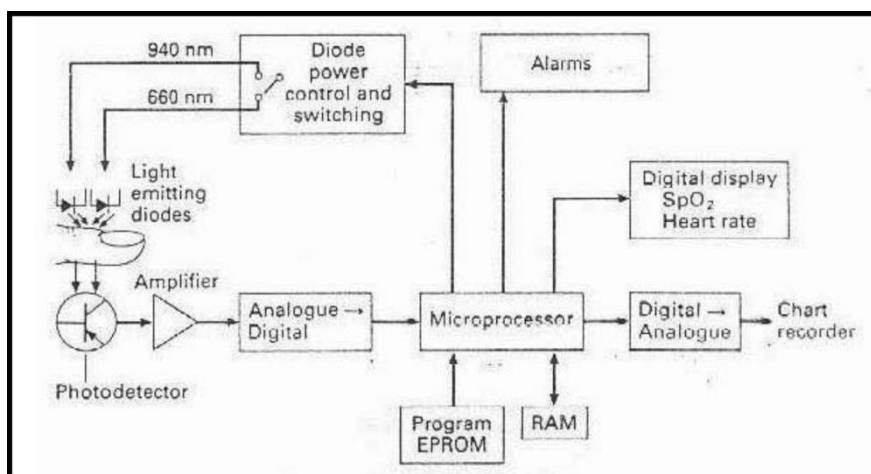 940 nm
660 nm
Diode
power
control and
switching
Alarms
Light
emitting
diodes
Digital display
SpO₂
Heart rate
Amplifier
Analogue →
Digital
Microprocessor
Digital →
Analogue
Chart
recorder
Photodetector
Program
EPROM
RAM